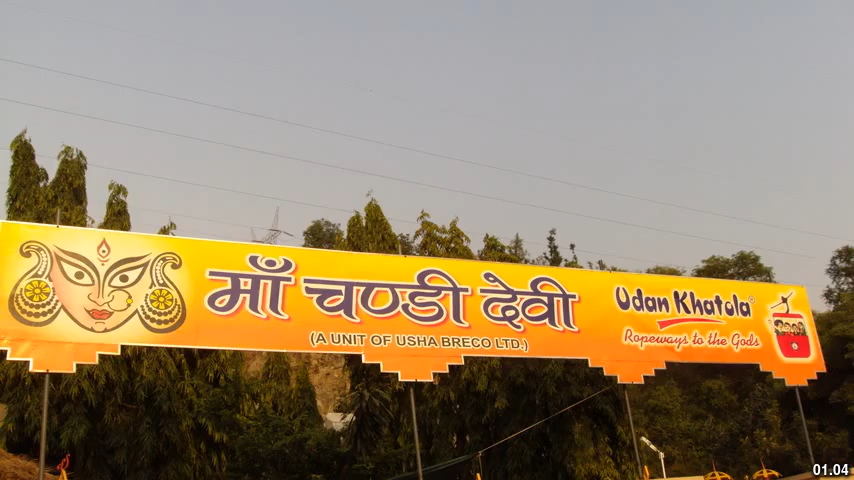 माँ चण्डी देवी
(A UNIT OF USHA BRECO LTD.)
Udan Khatola®
Ropeways to the Gods
01.04